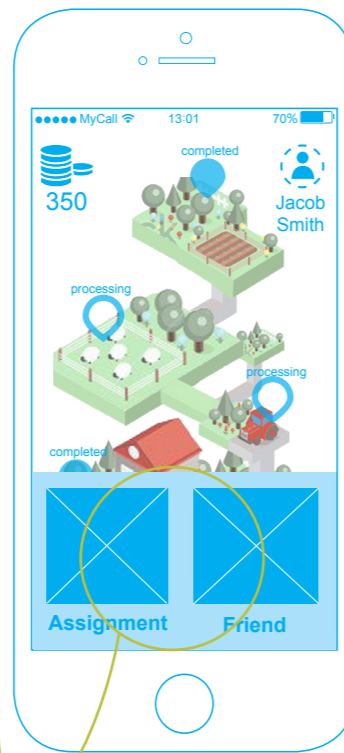 MyCall 13:01 70%
completed
350
Jacob
Smith
processing
processing
completed
Assignment Friend